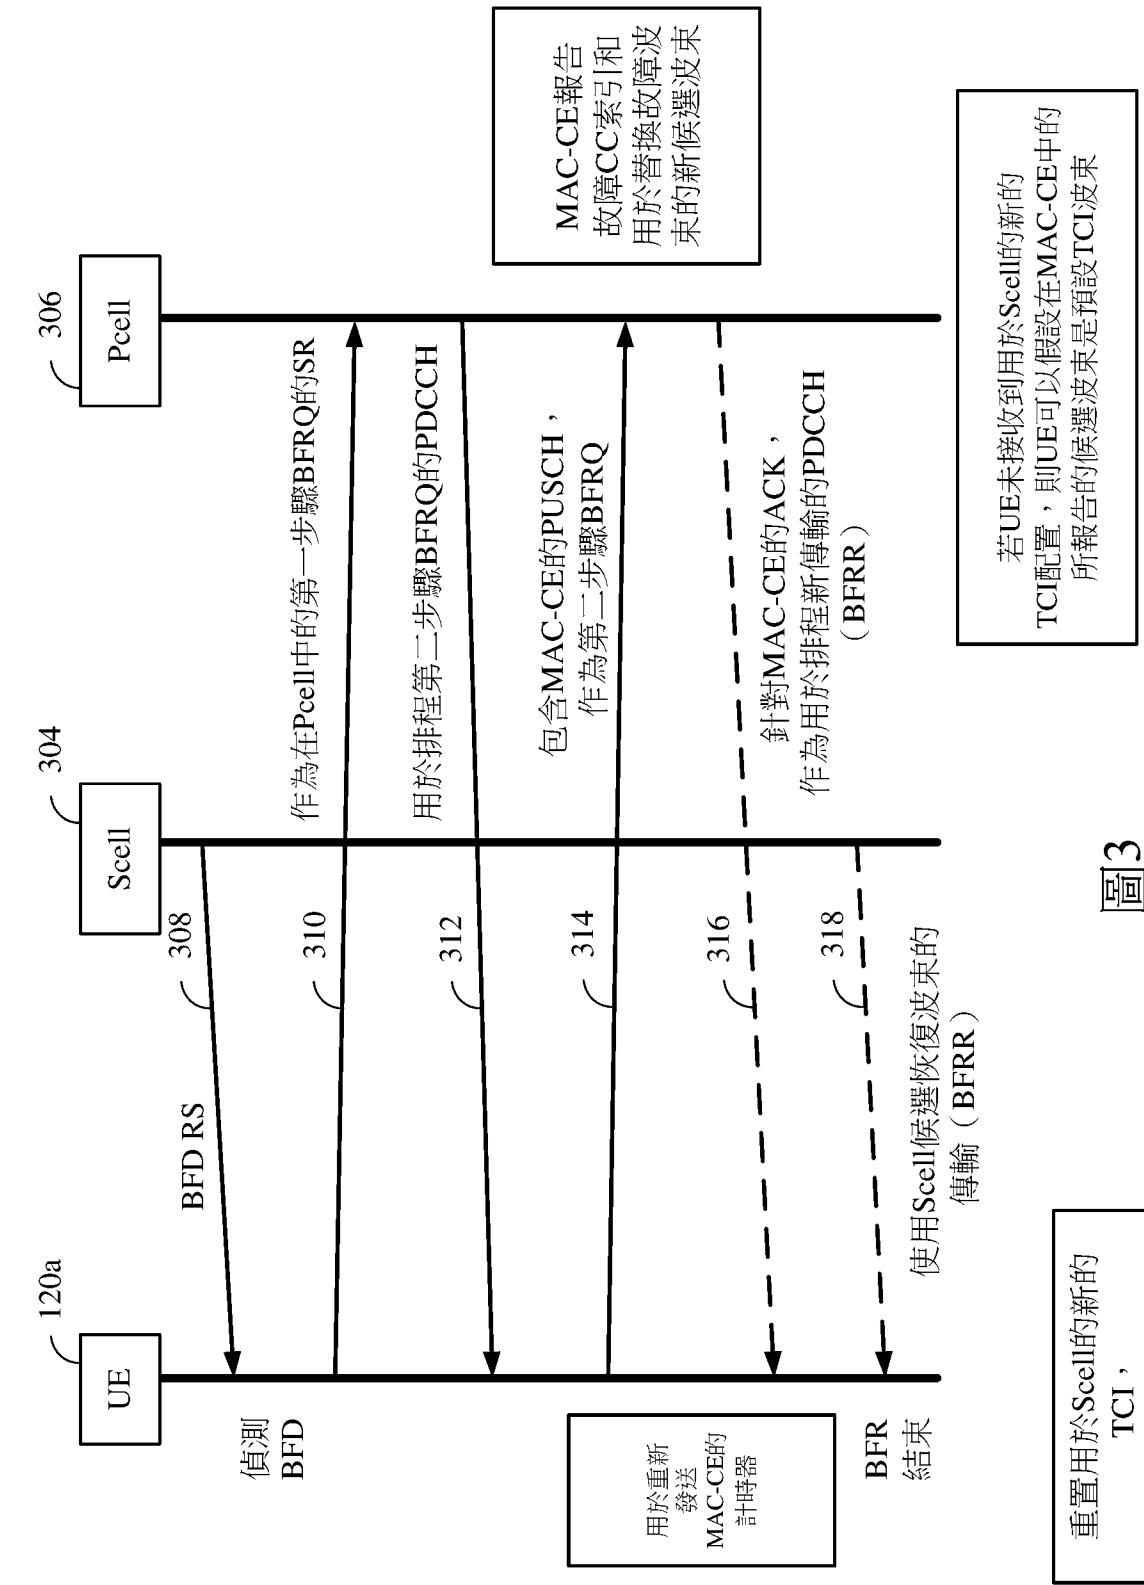 120a
UE
304
Scell
306
Pcell
偵測
BFD
BFD RS
308
310
作為在Pcell中的第一步驟BFRQ的SR
312
用於排程第二步驟BFRQ的PDCCH
314
包含MAC-CE的PUSCH，
作為第二步驟BFRQ
MAC-CE報告
故障CC索引和
用於替換故障波
束的新候選波束
用於重新
發送
MAC-CE的
計時器
316
針對MAC-CE的ACK，
作為用於排程新傳輸的PDCCH
（BFRR）
318
BFR
結束
使用Scell候選恢復波束的
傳輸（BFRR）
重置用於Scell的新的
TCI，
若UE未接收到用於Scell的新的
TCI配置，則UE可以假設在MAC-CE中的
所報告的候選波束是預設TCI波束
圖3